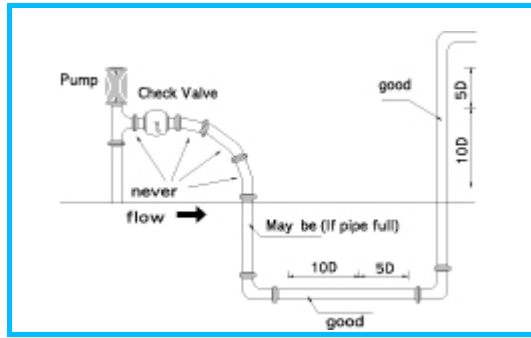 Pump
Check Valve
good
5D
10D
never
flow
May be (If pipe full)
10D
5D
good